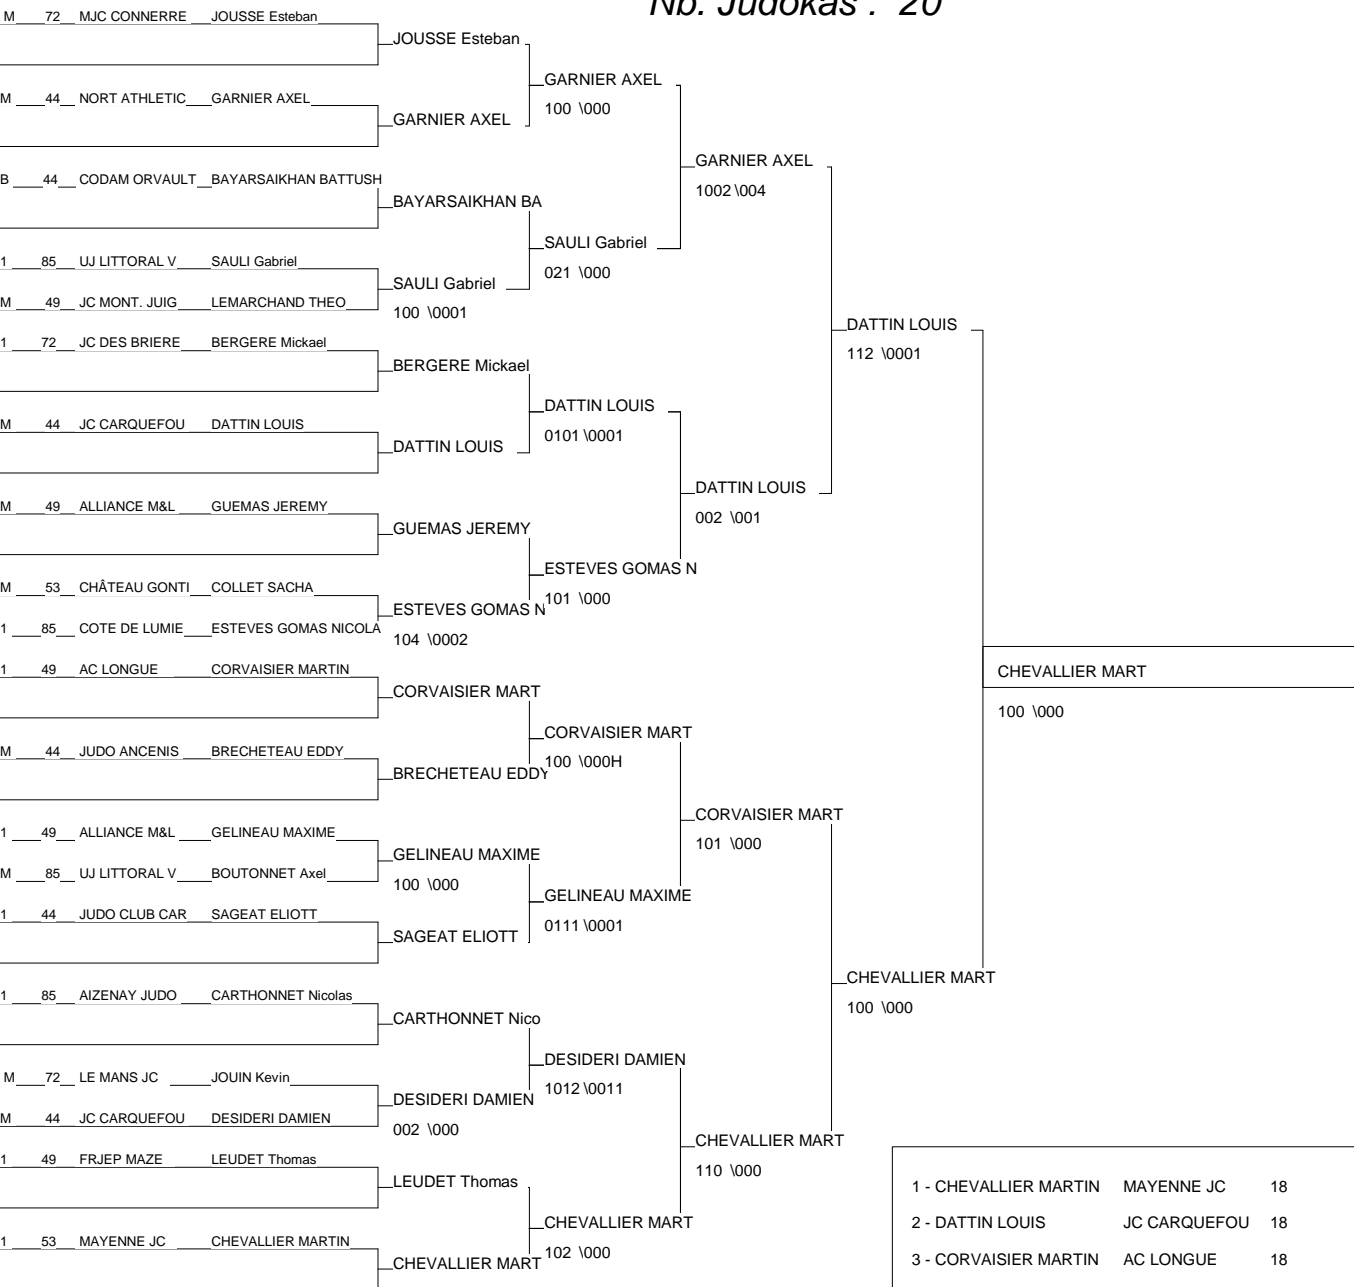 Nb. Judokas : 20
M 72 MJC CONNERRE JOUSSE Esteban
JOUSSE Esteban
GARNIER AXEL
100 \000
M 44 NORT ATHLETIC GARNIER AXEL
GARNIER AXEL
GARNIER AXEL
1002 \004
B 44 CODAM ORVAULT BAYARSAIKHAN BATTUSH
BAYARSAIKHAN BA
SAULI Gabriel
021 \000
1 85 UJ LITTORAL V SAULI Gabriel
SAULI Gabriel
M 49 JC MONT. JUIG LEMARCHAND THEO
100 \0001
DATTIN LOUIS
112 \0001
1 72 JC DES BRIERE BERGERE Mickael
BERGERE Mickael
DATTIN LOUIS
0101 \0001
M 44 JC CARQUEFOU DATTIN LOUIS
DATTIN LOUIS
DATTIN LOUIS
002 \001
M 49 ALLIANCE M&L GUEMAS JEREMY
GUEMAS JEREMY
ESTEVES GOMAS N
101 \000
M 53 CHÂTEAU GONTI COLLET SACHA
ESTEVES GOMAS N
1 85 COTE DE LUMIE ESTEVES GOMAS NICOLA
104 \0002
1 49 AC LONGUE CORVAISIER MARTIN
CHEVALLIER MART
100 \000
CORVAISIER MART
CORVAISIER MART
100 \000H
M 44 JUDO ANCENIS BRECHETEAU EDDY
BRECHETEAU EDDY
CORVAISIER MART
101 \000
1 49 ALLIANCE M&L GELINEAU MAXIME
GELINEAU MAXIME
M 85 UJ LITTORAL V BOUTONNET Axel
100 \000
GELINEAU MAXIME
0111 \0001
1 44 JUDO CLUB CAR SAGEAT ELIOTT
SAGEAT ELIOTT
CHEVALLIER MART
100 \000
1 85 AIZENAY JUDO CARTHONNET Nicolas
CARTHONNET Nico
DESIDERI DAMIEN
1012 \0011
M 72 LE MANS JC JOUIN Kevin
DESIDERI DAMIEN
M 44 JC CARQUEFOU DESIDERI DAMIEN
002 \000
CHEVALLIER MART
110 \000
1 49 FRJEP MAZE LEUDET Thomas
LEUDET Thomas
CHEVALLIER MART
102 \000
1 53 MAYENNE JC CHEVALLIER MARTIN
CHEVALLIER MART
1 - CHEVALLIER MARTIN MAYENNE JC 18
2 - DATTIN LOUIS JC CARQUEFOU 18
3 - CORVAISIER MARTIN AC LONGUE 18